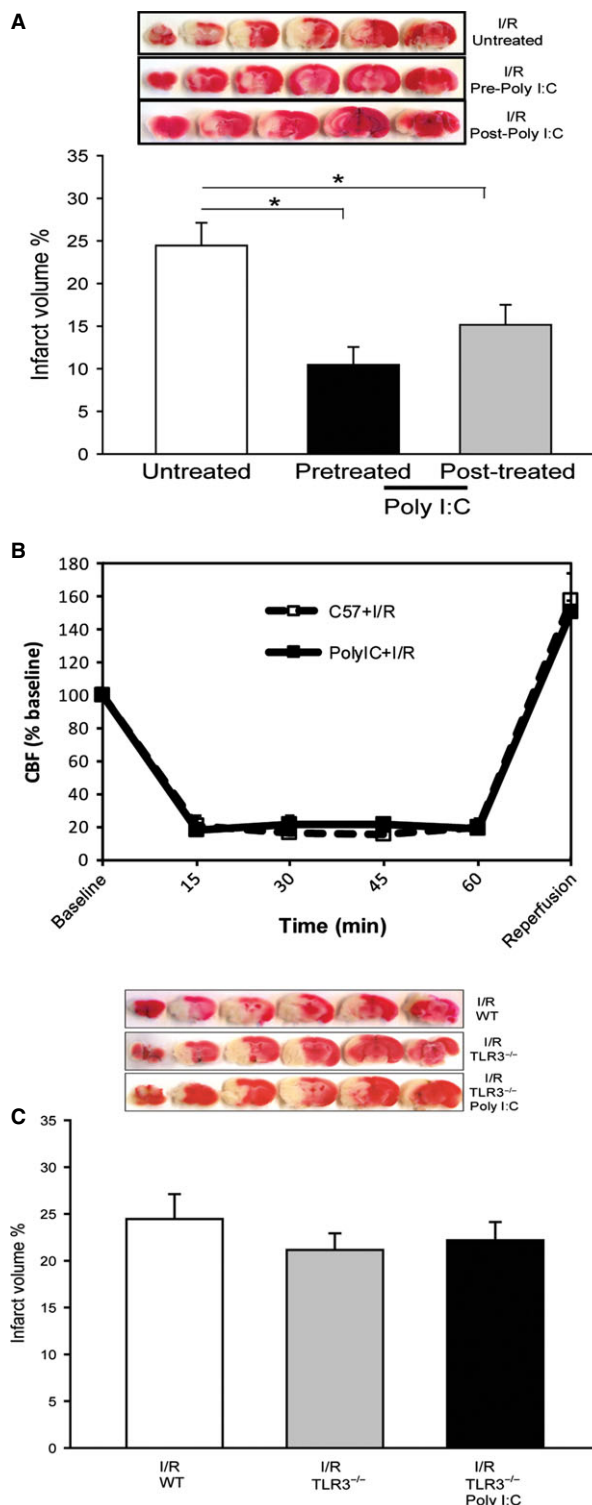 A
I/R
Untreated
I/R
Pre-Poly I:C
I/R
Post-Poly I:C
35
30
25
20
15
10
5
0
Infarct volume %
*
*
Untreated
Pretreated
Post-treated
Poly I:C
B
180
160
140
120
100
80
60
40
20
0
CBF (% baseline)
C57+I/R
PolyIC+I/R
Baseline
15
30
45
60
Reperfusion
Time (min)
I/R
WT
I/R
TLR3–/–
I/R
TLR3–/–
Poly I:C
C
35
30
25
20
15
10
5
0
Infarct volume %
I/R
WT
I/R
TLR3–/–
I/R
TLR3–/–
Poly I:C